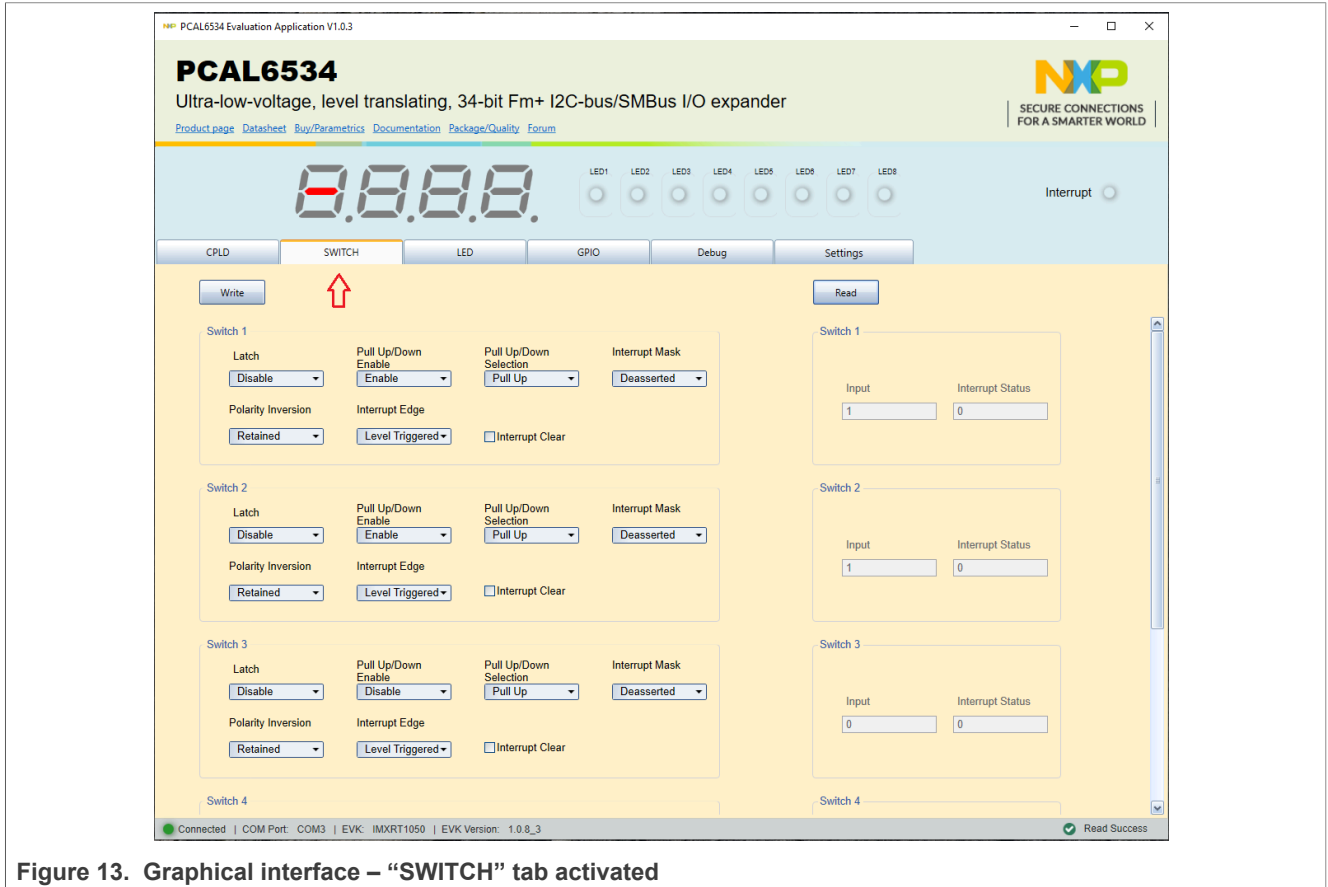 NXP PCAL6534 Evaluation Application V1.0.3
PCAL6534
Ultra-low-voltage, level translating, 34-bit Fm+ I2C-bus/SMBus I/O expander
Product page Datasheet Buy/Parametrics Documentation Package/Quality Forum
NXP
SECURE CONNECTIONS
FOR A SMARTER WORLD
LED1 LED2 LED3 LED4 LED5 LED6 LED7 LED8
Interrupt
CPLD SWITCH LED GPIO Debug Settings
Write Read
Switch 1
Latch Pull Up/Down Enable Pull Up/Down Selection Interrupt Mask
Disable Enable Pull Up Deasserted
Polarity Inversion Interrupt Edge
Retained Level Triggered Interrupt Clear
Switch 1
Input Interrupt Status
1 0
Switch 2
Latch Pull Up/Down Enable Pull Up/Down Selection Interrupt Mask
Disable Enable Pull Up Deasserted
Polarity Inversion Interrupt Edge
Retained Level Triggered Interrupt Clear
Switch 2
Input Interrupt Status
1 0
Switch 3
Latch Pull Up/Down Enable Pull Up/Down Selection Interrupt Mask
Disable Disable Pull Up Deasserted
Polarity Inversion Interrupt Edge
Retained Level Triggered Interrupt Clear
Switch 3
Input Interrupt Status
0 0
Switch 4 Switch 4
Connected | COM Port: COM3 | EVK: IMXRT1050 | EVK Version: 1.0.8_3 Read Success
Figure 13. Graphical interface – “SWITCH” tab activated